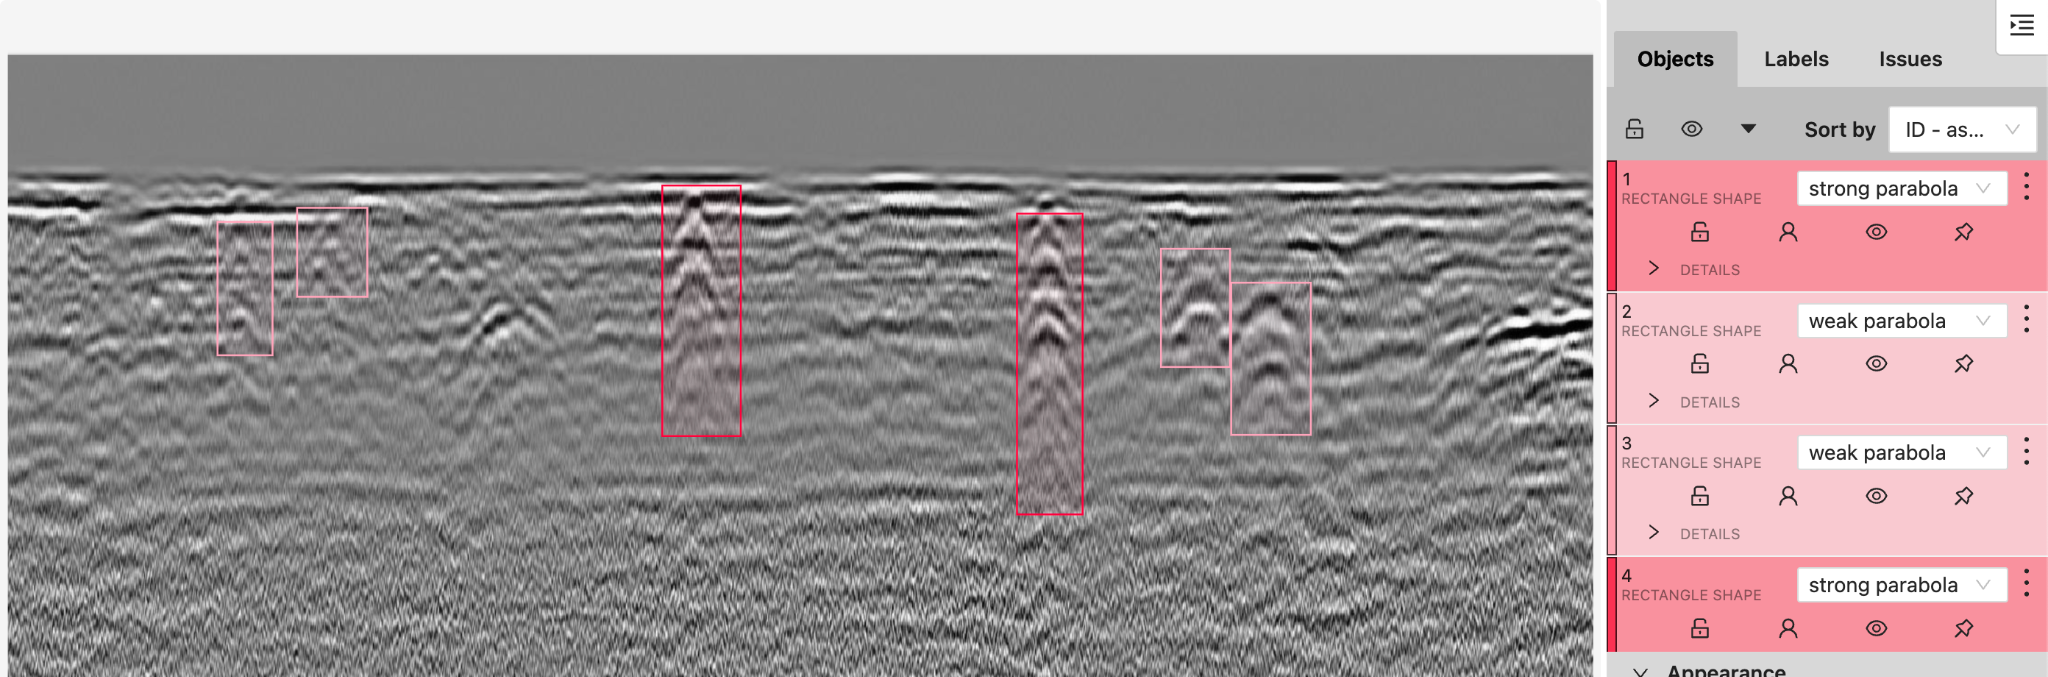 Objects Labels Issues
Sort by ID - as...
1 strong parabola
RECTANGLE SHAPE
DETAILS
2 weak parabola
RECTANGLE SHAPE
DETAILS
3 weak parabola
RECTANGLE SHAPE
DETAILS
4 strong parabola
RECTANGLE SHAPE
Appearance